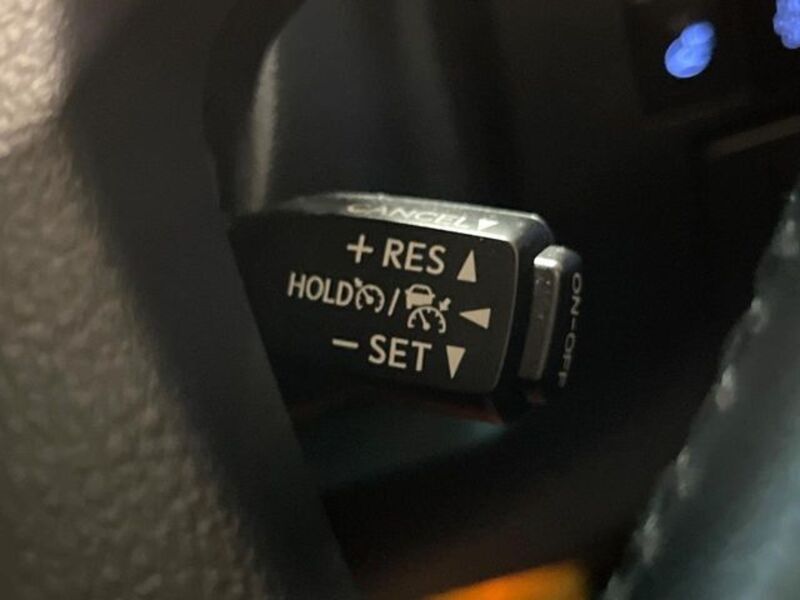 CANCEL▼
+ RES ▲
HOLD / ◀
− SET ▼
ON-OFF